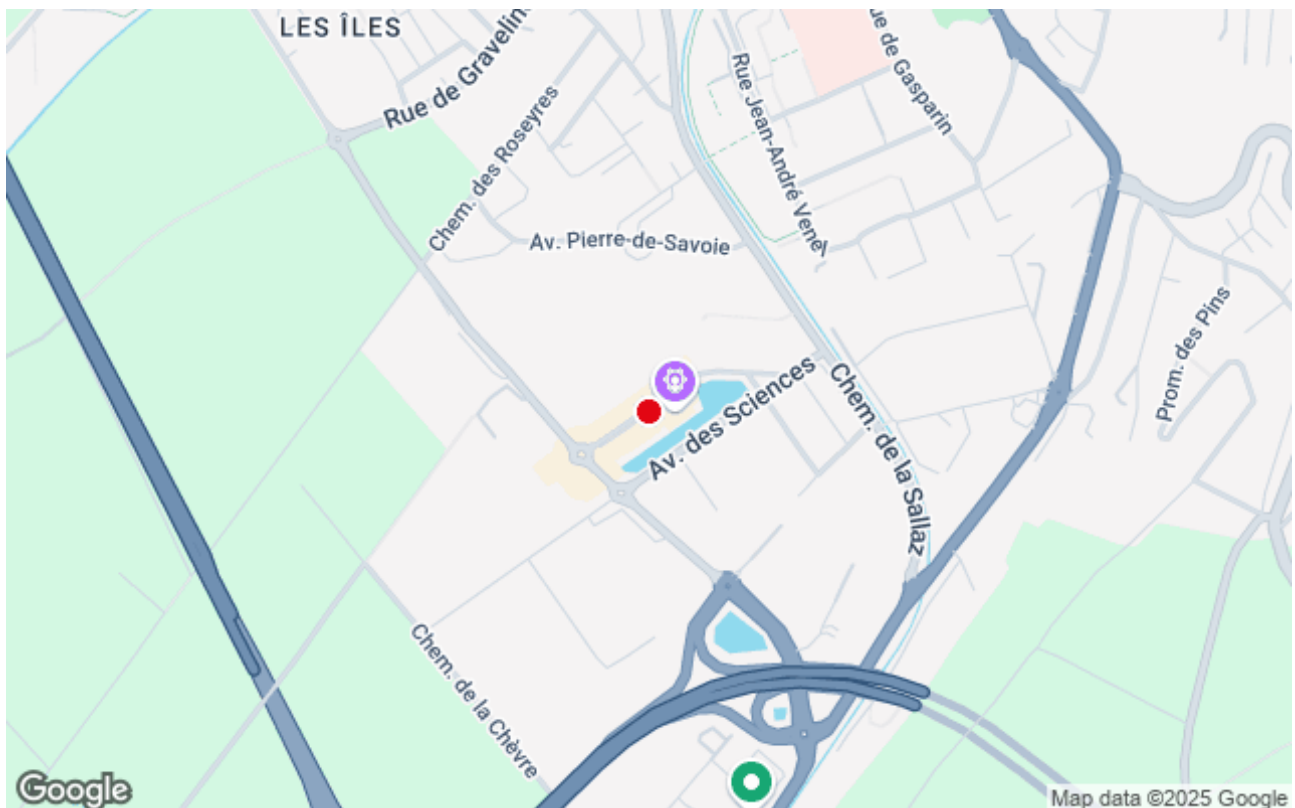 LES ÎLES
Rue de Gravelin
Chem. des Roseyres
Rue Jean-André Venel
ue de Gasparin
Av. Pierre-de-Savoie
Prom. des Pins
Av. des Sciences
Chem. de la Sallaz
Chem. de la Chèvre
Google
Map data ©2025 Google